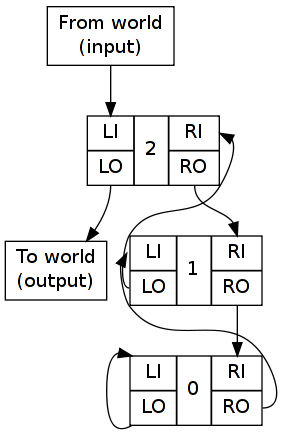 From world
(input)
LI 2 RI
LO RO
To world
(output)
LI 1 RI
LO RO
LI 0 RI
LO RO